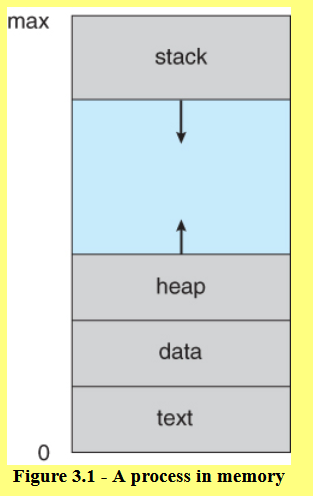 max
stack
heap
data
text
0
Figure 3.1 - A process in memory